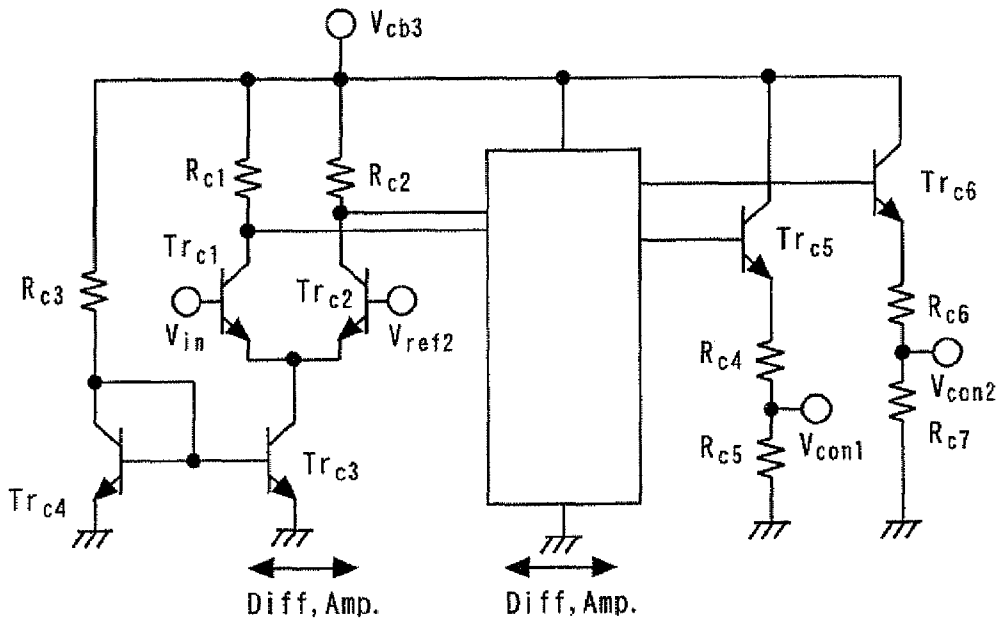 Vcb3
Rc1
Rc2
Trc6
Trc1
Trc5
Rc3
Trc2
Rc6
Vin
Vref2
Rc4
Vcon2
Rc5
Vcon1
Rc7
Trc3
Trc4
Diff,Amp.
Diff,Amp.